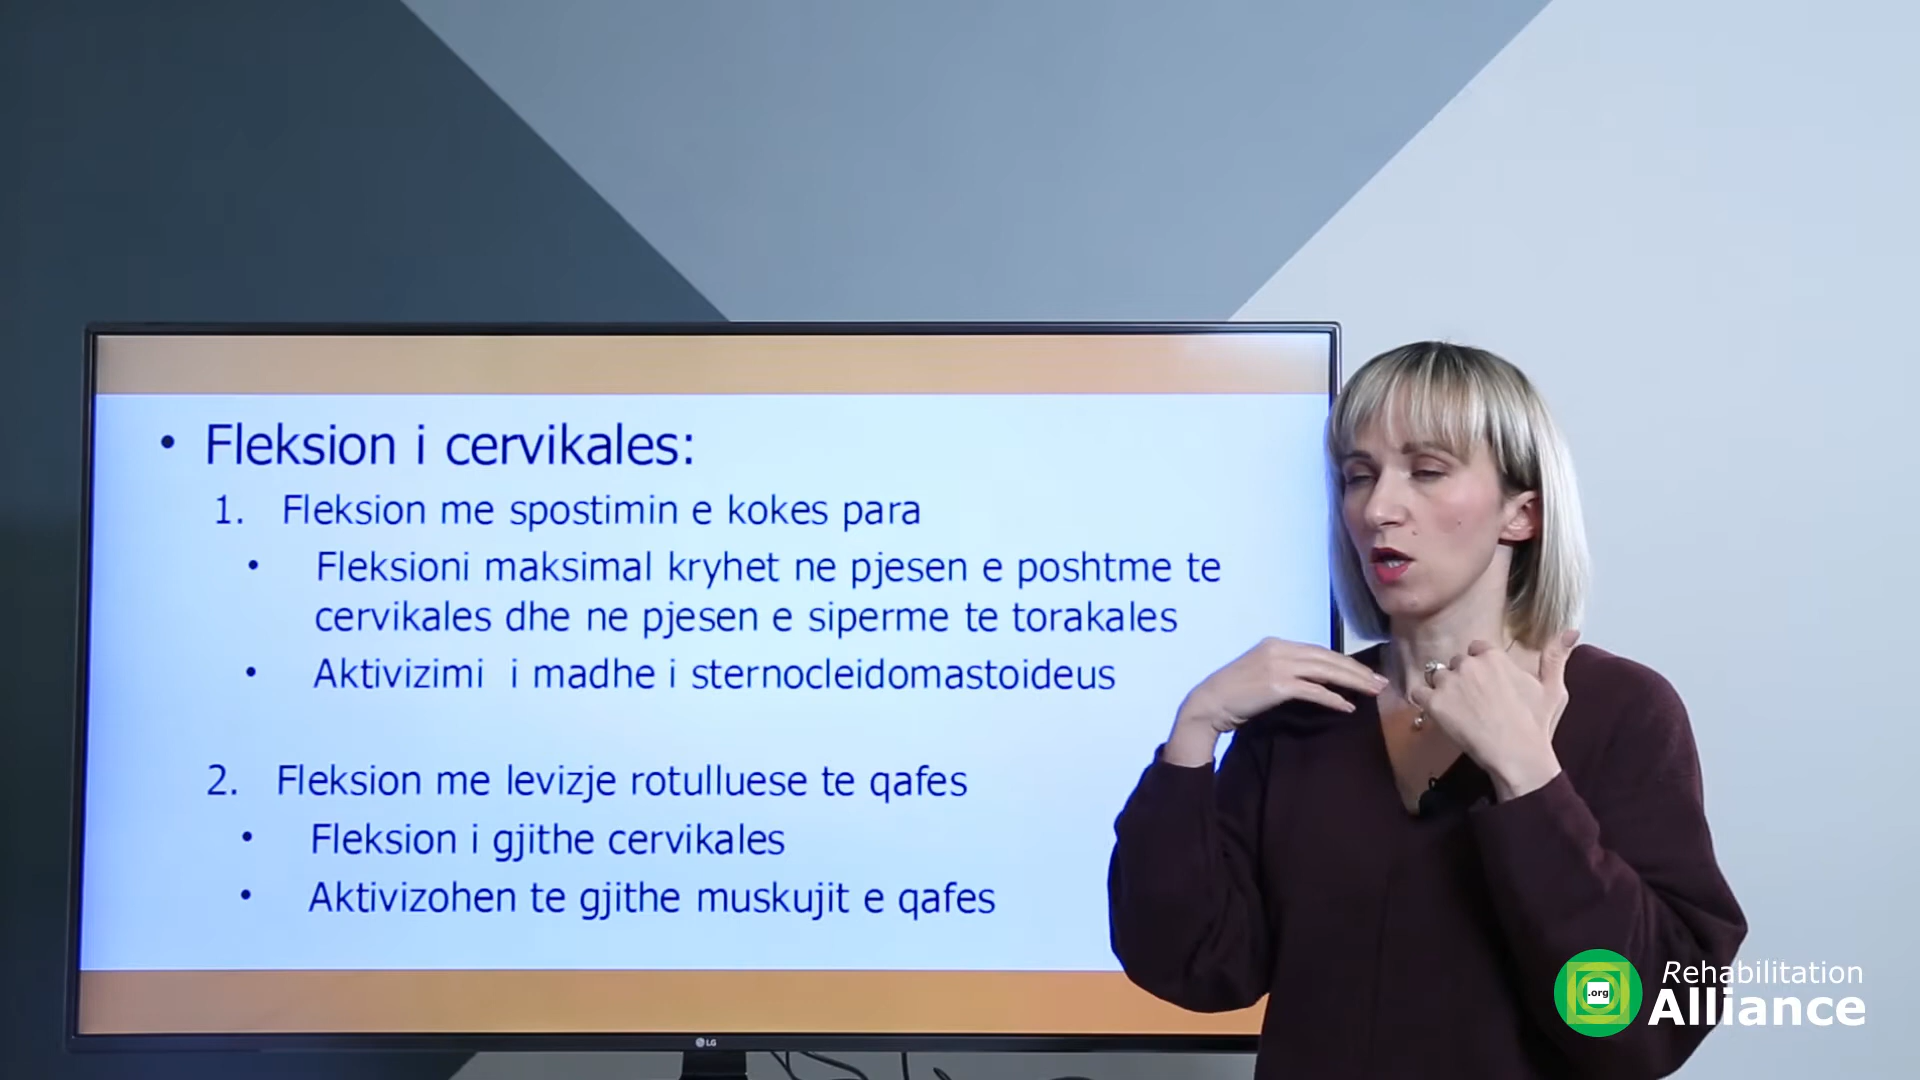 • Fleksion i cervikales:
1. Fleksion me spostimin e kokes para
• Fleksioni maksimal kryhet ne pjesen e poshtme te
cervikales dhe ne pjesen e siperme te torakales
• Aktivizimi i madhe i sternocleidomastoideus
2. Fleksion me levizje rotulluese te qafes
• Fleksion i gjithe cervikales
• Aktivizohen te gjithe muskujit e qafes
LG
.org
Rehabilitation
Alliance